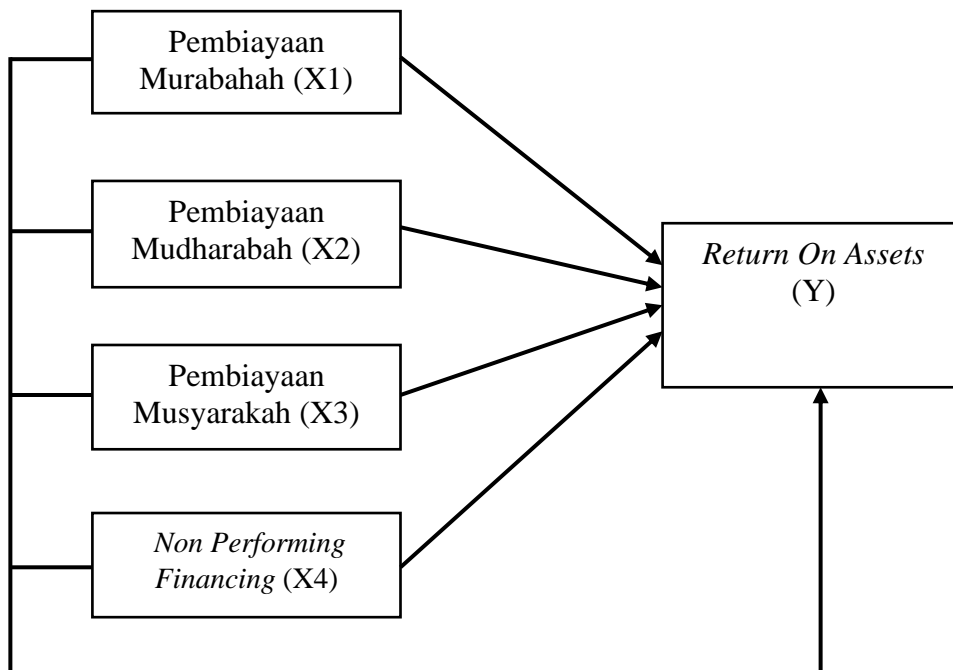 Pembiayaan
Murabahah (X1)
Pembiayaan
Mudharabah (X2)
Return On Assets
(Y)
Pembiayaan
Musyarakah (X3)
Non Performing
Financing (X4)